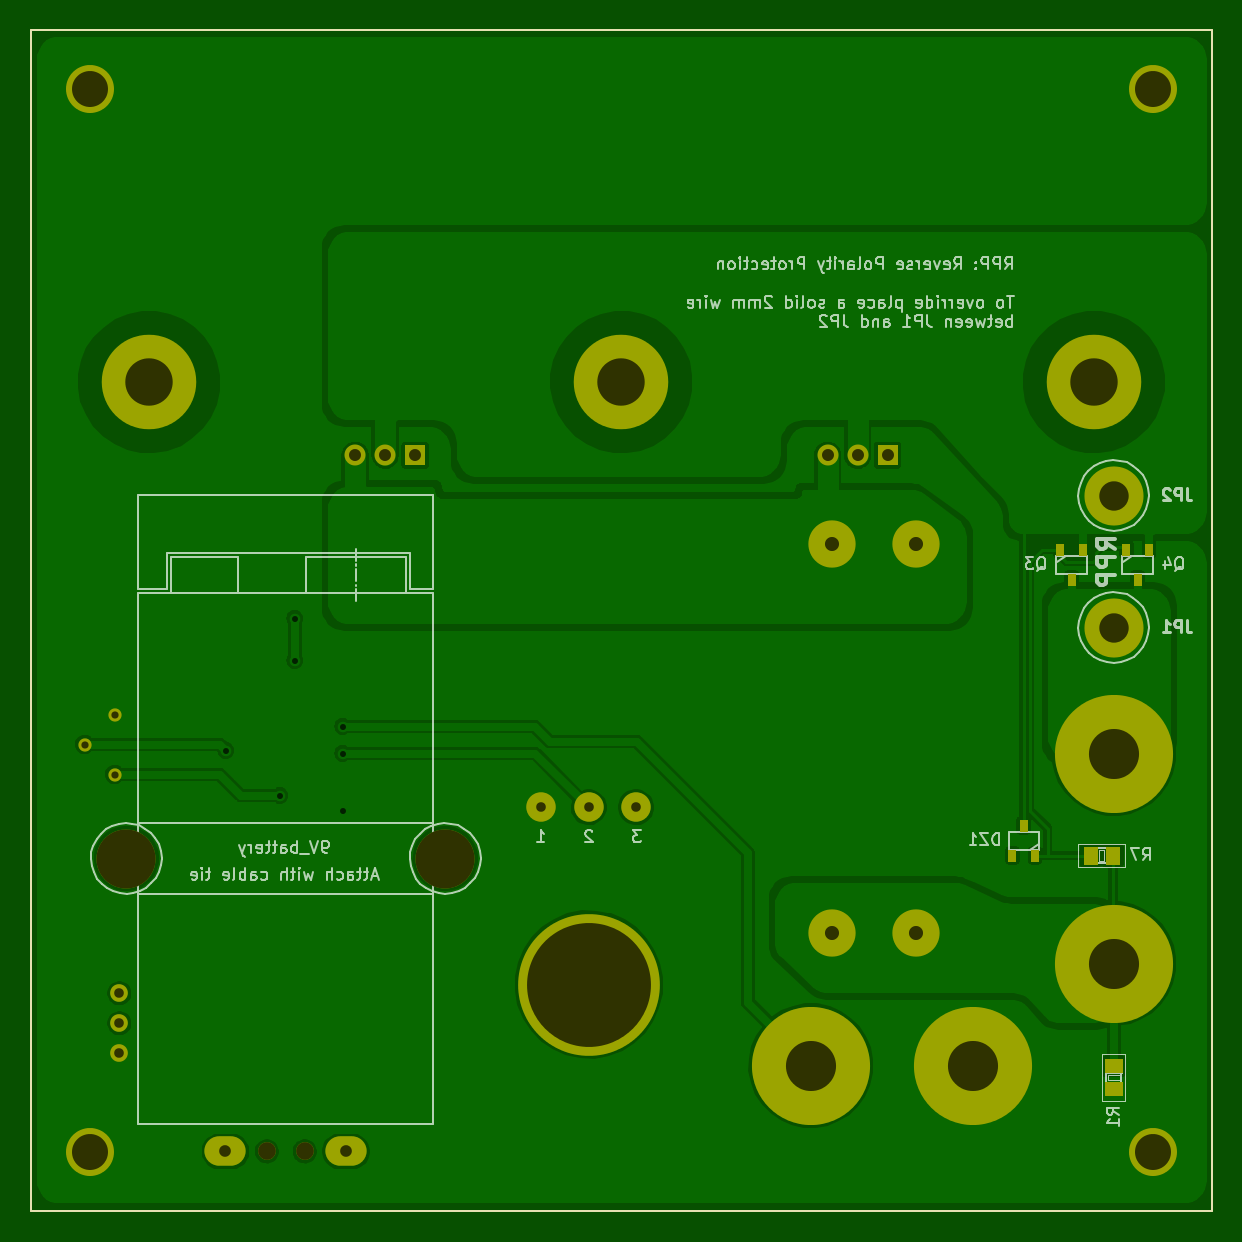 RPP: Reverse Polarity Protection
To override place a solid 2mm wire
between JP1 and JP2
JP2
RPP
Q3
Q4
JP1
1
2
3
DZ1
R7
9V_battery
Attach with cable tie
R1